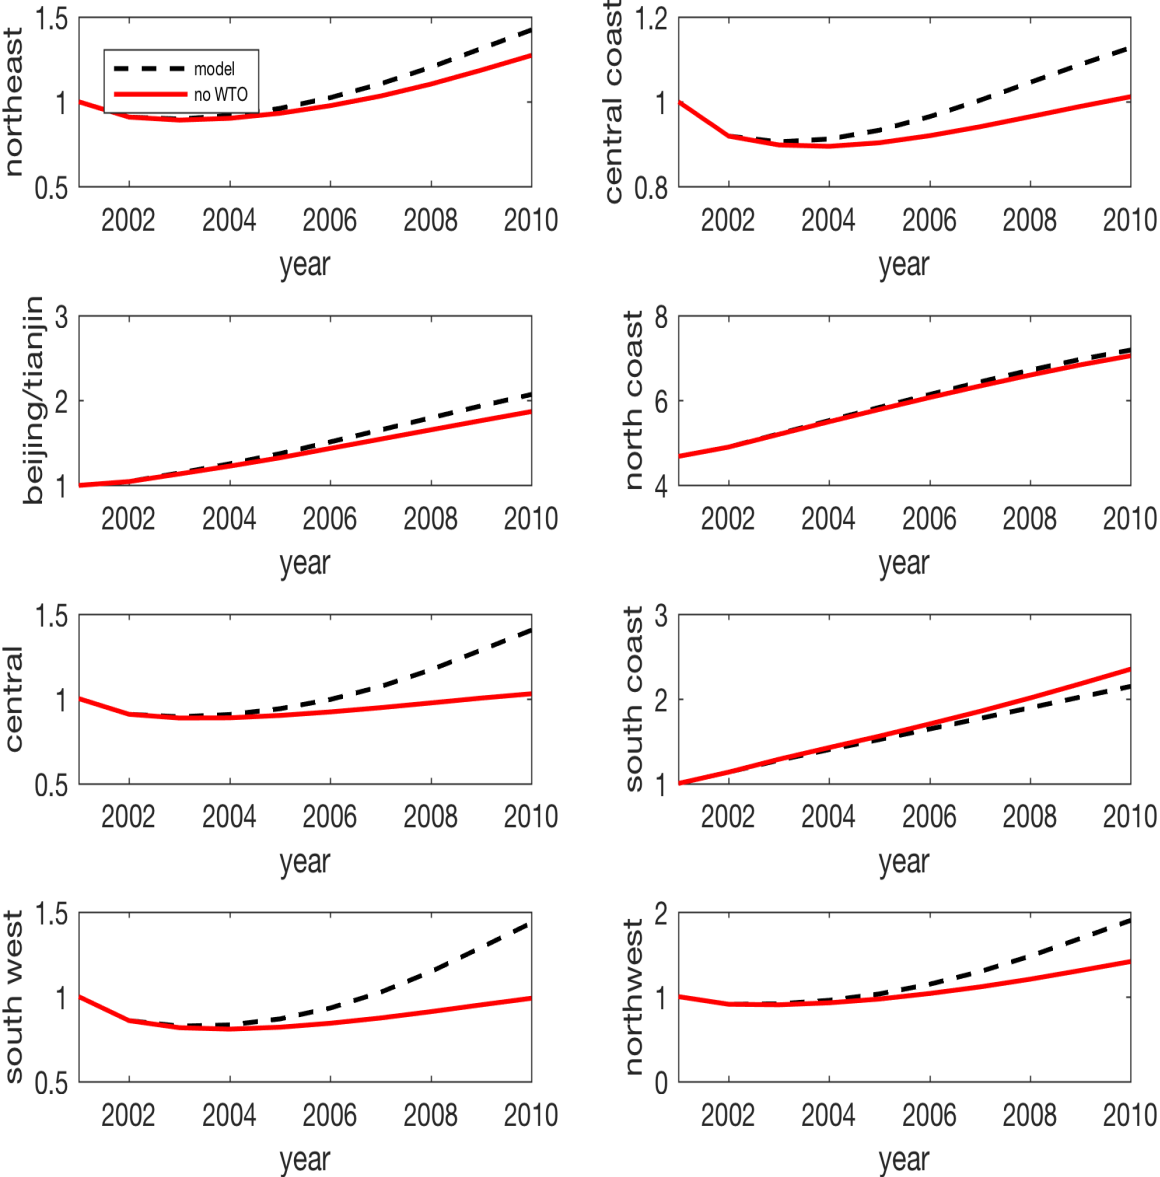 northeast
1.5
1
0.5
model
no WTO
2002 2004 2006 2008 2010
year
central coast
1.2
1
0.8
2002 2004 2006 2008 2010
year
beijing/tianjin
3
2
1
2002 2004 2006 2008 2010
year
north coast
8
6
4
2002 2004 2006 2008 2010
year
central
1.5
1
0.5
2002 2004 2006 2008 2010
year
south coast
3
2
1
2002 2004 2006 2008 2010
year
south west
1.5
1
0.5
2002 2004 2006 2008 2010
year
northwest
2
1
0
2002 2004 2006 2008 2010
year